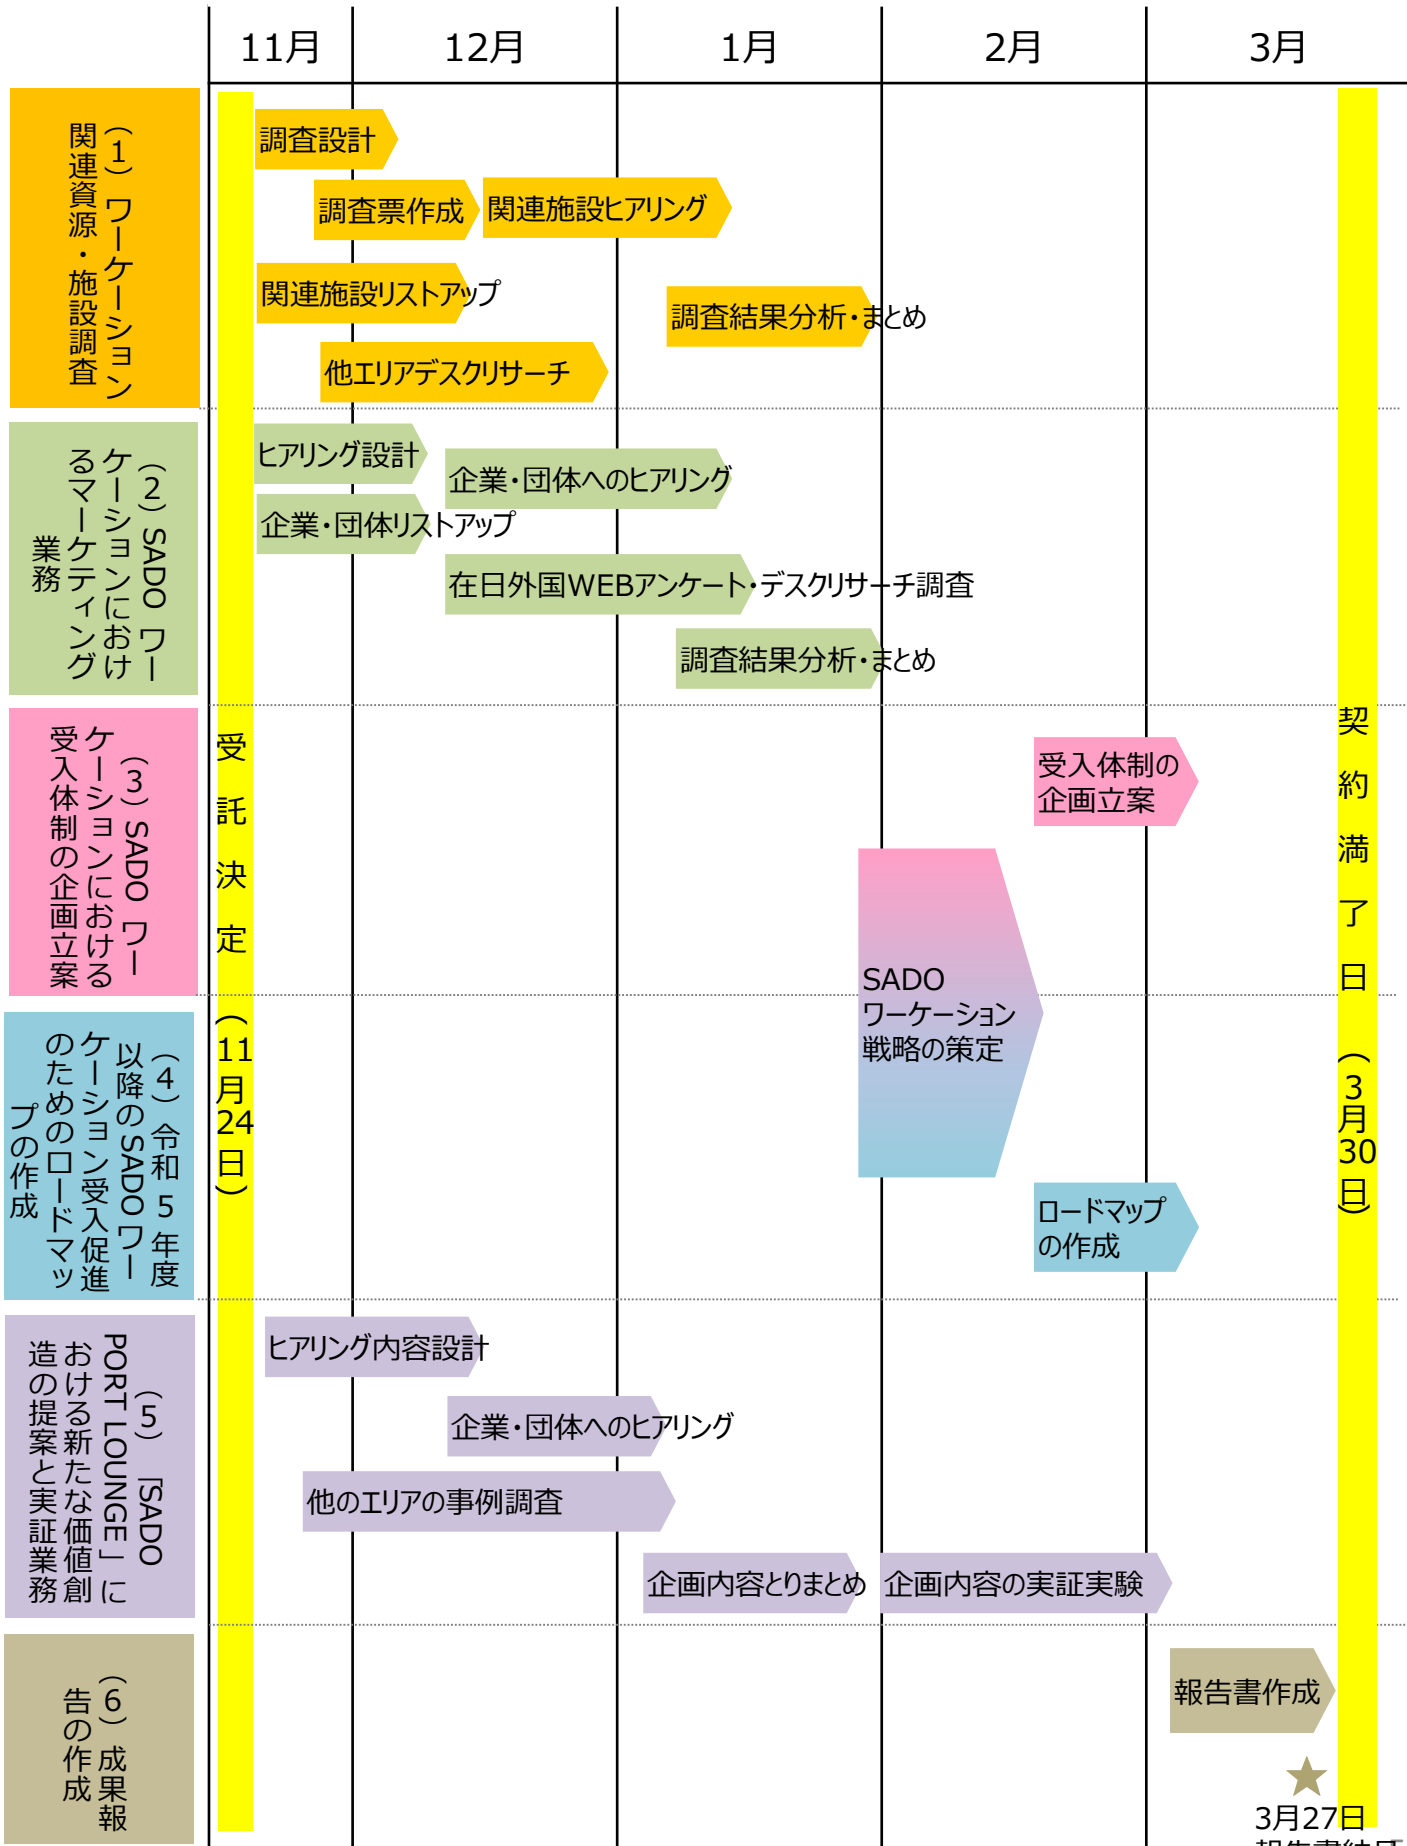 11月
12月
1月
2月
3月
（1）ワーケーション
関連資源・施設調査
調査設計
調査票作成
関連施設ヒアリング
関連施設リストアップ
調査結果分析・まとめ
他エリアデスクリサーチ
（2）SADO ワー
ケーションにおけ
るマーケティング
業務
ヒアリング設計
企業・団体へのヒアリング
企業・団体リストアップ
在日外国WEBアンケート・デスクリサーチ調査
調査結果分析・まとめ
受託決定（11月24日）
契約満了日（3月30日）
（3）SADO ワー
ケーションにおける
受入体制の企画立案
受入体制の
企画立案
SADO
ワーケーション
戦略の策定
（4）令和 5 年度
以降のSADOワー
ケーション受入促進
のためのロードマッ
プの作成
ロードマップ
の作成
（5）「SADO
PORT LOUNGE」に
おける新たな価値創
造の提案と実証業務
ヒアリング内容設計
企業・団体へのヒアリング
他のエリアの事例調査
企画内容とりまとめ
企画内容の実証実験
（6）成果報
告の作成
報告書作成
3月27日